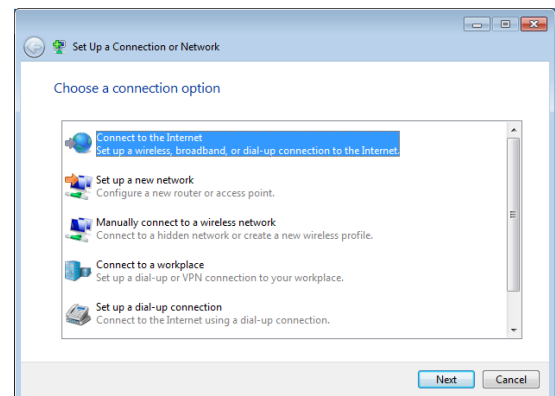 Set Up a Connection or Network
Choose a connection option
Connect to the Internet
Set up a wireless, broadband, or dial-up connection to the Internet.
Set up a new network
Configure a new router or access point.
Manually connect to a wireless network
Connect to a hidden network or create a new wireless profile.
Connect to a workplace
Set up a dial-up or VPN connection to your workplace.
Set up a dial-up connection
Connect to the Internet using a dial-up connection.
Next Cancel